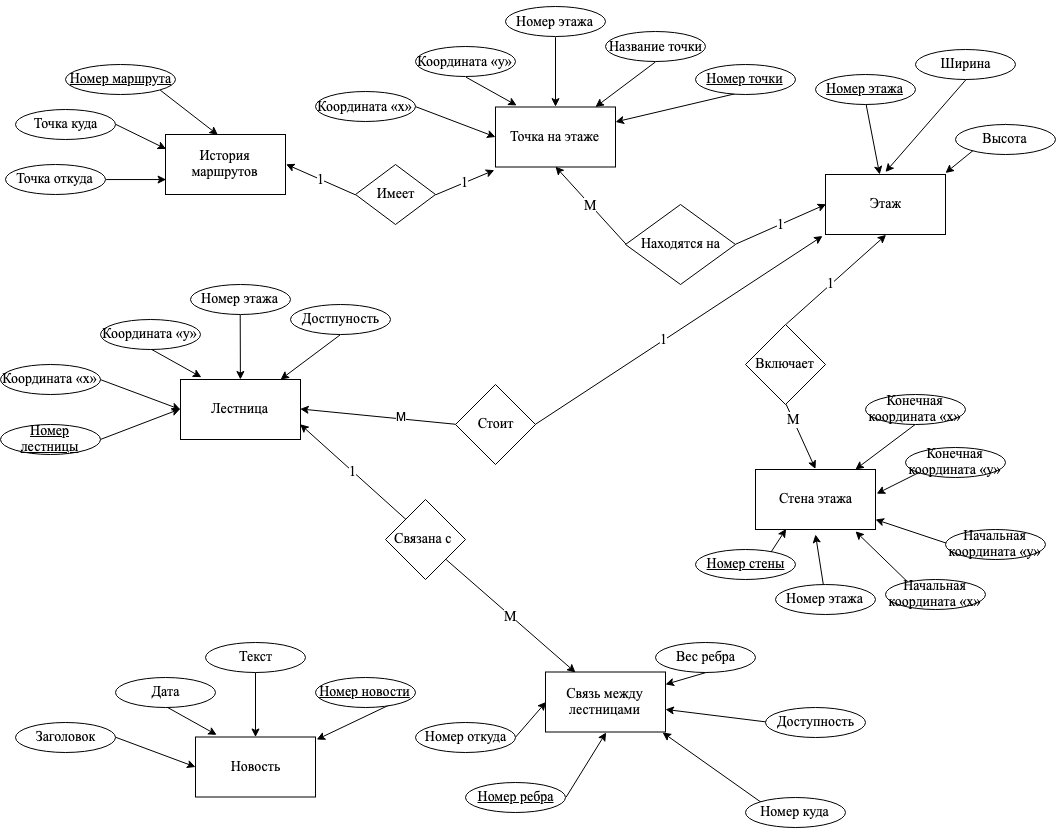 Номер этажа
Название точки
Координата «y»
Номер точки
Координата «x»
Точка на этаже
Номер маршрута
Точка куда
Точка откуда
История
маршрутов
1
Имеет
1
Ширина
Номер этажа
Высота
Этаж
М
Находятся на
1
Номер этажа
Достпуность
Координата «y»
Координата «x»
Номер
лестницы
Лестница
М
Стоит
1
1
Включает
М
Конечная
координата «x»
Конечная
координата «y»
Стена этажа
Начальная
координата «y»
Номер стены
Номер этажа
Начальная
координата «x»
1
Связана с
М
Текст
Дата
Номер новости
Заголовок
Новость
Вес ребра
Связь между
лестницами
Доступность
Номер откуда
Номер ребра
Номер куда